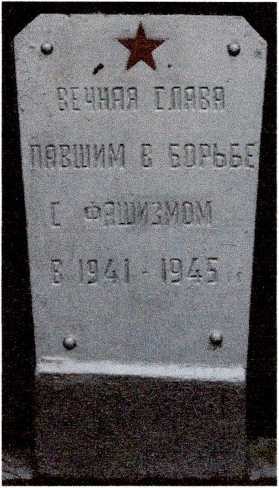 ВЕЧНАЯ СЛАВА
ПАВШИМ В БОРЬБЕ
С ФАШИЗМОМ
В 1941 - 1945 г.